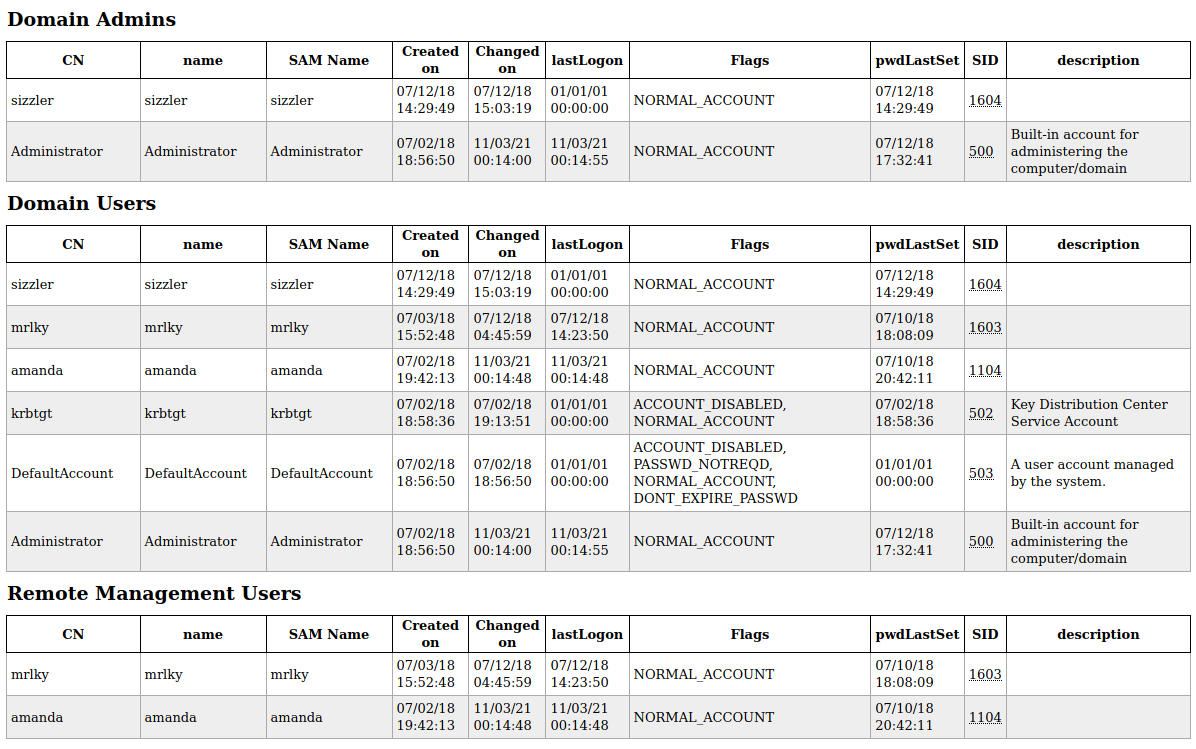 Domain Admins
CN name SAM Name Created on Changed on lastLogon Flags pwdLastSet SID description
sizzler sizzler sizzler 07/12/18 14:29:49 07/12/18 15:03:19 01/01/01 00:00:00 NORMAL_ACCOUNT 07/12/18 14:29:49 1604
Administrator Administrator Administrator 07/02/18 18:56:50 11/03/21 00:14:00 11/03/21 00:14:55 NORMAL_ACCOUNT 07/12/18 17:32:41 500 Built-in account for administering the computer/domain
Domain Users
CN name SAM Name Created on Changed on lastLogon Flags pwdLastSet SID description
sizzler sizzler sizzler 07/12/18 14:29:49 07/12/18 15:03:19 01/01/01 00:00:00 NORMAL_ACCOUNT 07/12/18 14:29:49 1604
mrlky mrlky mrlky 07/03/18 15:52:48 07/12/18 04:45:59 07/12/18 14:23:50 NORMAL_ACCOUNT 07/10/18 18:08:09 1603
amanda amanda amanda 07/02/18 19:42:13 11/03/21 00:14:48 11/03/21 00:14:48 NORMAL_ACCOUNT 07/10/18 20:42:11 1104
krbtgt krbtgt krbtgt 07/02/18 18:58:36 07/02/18 19:13:51 01/01/01 00:00:00 ACCOUNT_DISABLED, NORMAL_ACCOUNT 07/02/18 18:58:36 502 Key Distribution Center Service Account
DefaultAccount DefaultAccount DefaultAccount 07/02/18 18:56:50 07/02/18 18:56:50 01/01/01 00:00:00 ACCOUNT_DISABLED, PASSWD_NOTREQD, NORMAL_ACCOUNT, DONT_EXPIRE_PASSWD 01/01/01 00:00:00 503 A user account managed by the system.
Administrator Administrator Administrator 07/02/18 18:56:50 11/03/21 00:14:00 11/03/21 00:14:55 NORMAL_ACCOUNT 07/12/18 17:32:41 500 Built-in account for administering the computer/domain
Remote Management Users
CN name SAM Name Created on Changed on lastLogon Flags pwdLastSet SID description
mrlky mrlky mrlky 07/03/18 15:52:48 07/12/18 04:45:59 07/12/18 14:23:50 NORMAL_ACCOUNT 07/10/18 18:08:09 1603
amanda amanda amanda 07/02/18 19:42:13 11/03/21 00:14:48 11/03/21 00:14:48 NORMAL_ACCOUNT 07/10/18 20:42:11 1104